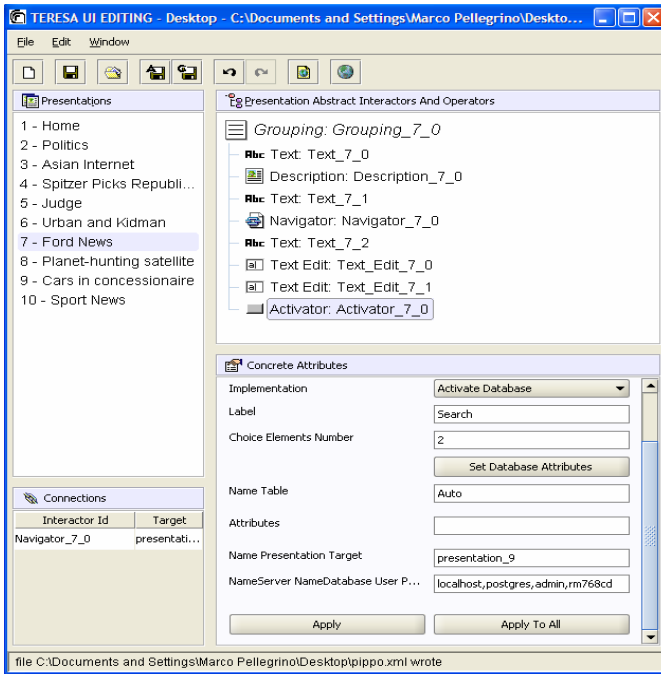 TERESA UI EDITING - Desktop - C:\Documents and Settings\Marco Pellegrino\Deskto...
File Edit Window
Presentations
1 - Home
2 - Politics
3 - Asian Internet
4 - Spitzer Picks Republi...
5 - Judge
6 - Urban and Kidman
7 - Ford News
8 - Planet-hunting satellite
9 - Cars in concessionaire
10 - Sport News
Connections
Interactor Id Target
Navigator_7_0 presentati...
Presentation Abstract Interactors And Operators
Grouping: Grouping_7_0
Abc Text: Text_7_0
Description: Description_7_0
Abc Text: Text_7_1
Navigator: Navigator_7_0
Abc Text: Text_7_2
a Text Edit: Text_Edit_7_0
a Text Edit: Text_Edit_7_1
Activator: Activator_7_0
Concrete Attributes
Implementation Activate Database
Label Search
Choice Elements Number 2
Set Database Attributes
Name Table Auto
Attributes
Name Presentation Target presentation_9
NameServer NameDatabase User P... localhost,postgres,admin,rm768cd
Apply Apply To All
file C:\Documents and Settings\Marco Pellegrino\Desktop\pippo.xml wrote